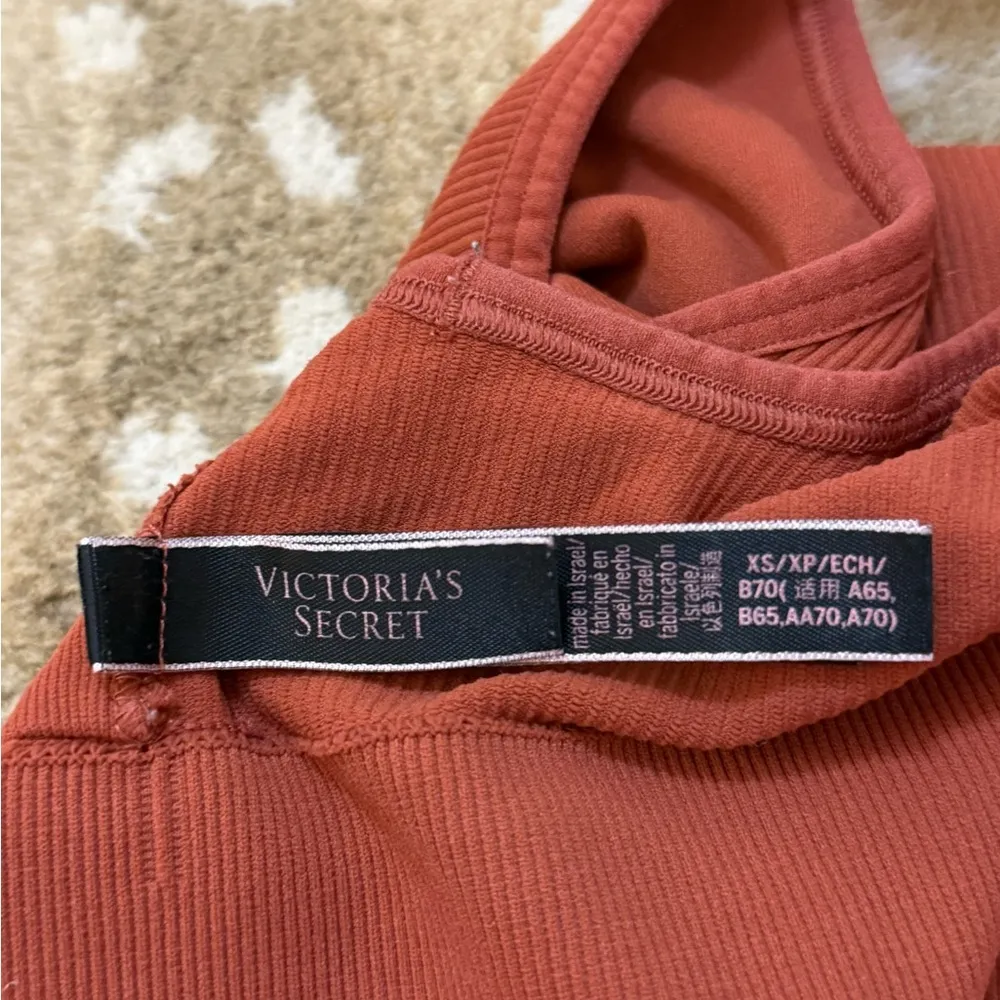 VICTORIA'S
SECRET
made in Israel/
fabriqué en
Israël/hecho
en Israel/
fabricato in
Israele/
以色列制造
XS/XP/ECH/
B70( 适用 A65,
B65,AA70,A70)